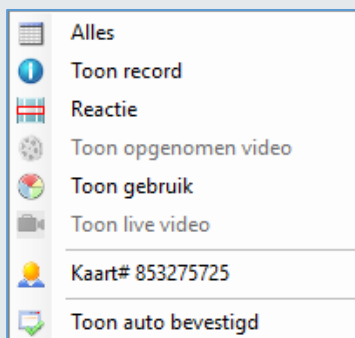 Alles
Toon record
Reactie
Toon opgenomen video
Toon gebruik
Toon live video
Kaart# 853275725
Toon auto bevestigd